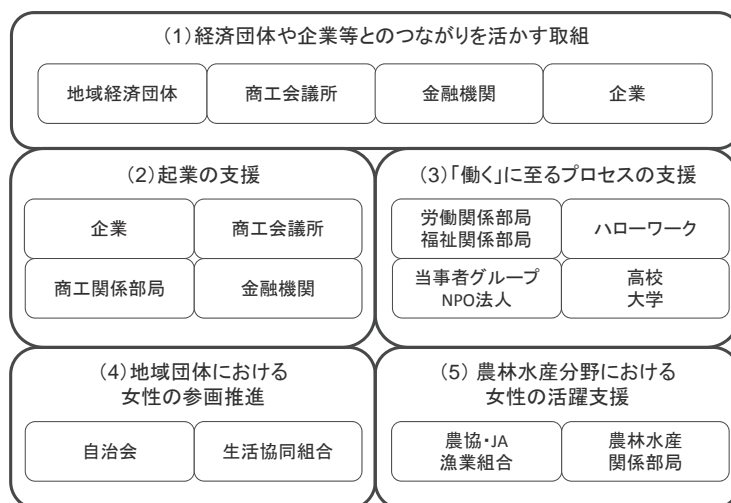 (1)経済団体や企業等とのつながりを活かす取組
地域経済団体
商工会議所
金融機関
企業
(2)起業の支援
企業
商工会議所
商工関係部局
金融機関
(3)「働く」に至るプロセスの支援
労働関係部局
福祉関係部局
ハローワーク
当事者グループ
NPO法人
高校
大学
(4)地域団体における
女性の参画推進
自治会
生活協同組合
(5) 農林水産分野における
女性の活躍支援
農協・JA
漁業組合
農林水産
関係部局